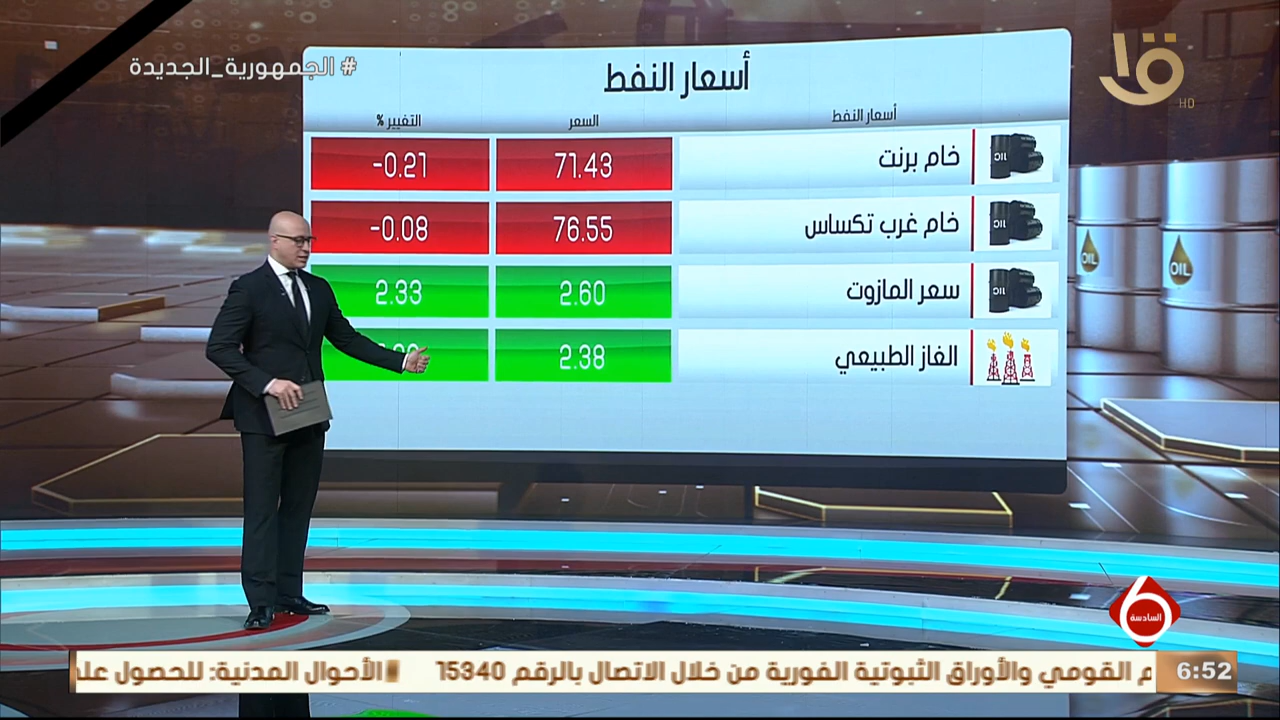 #الجمهورية_الجديدة
HD
أسعار النفط
أسعار النفط السعر التغيير %
خام برنت 71.43 -0.21
خام غرب تكساس 76.55 -0.08
سعر المازوت 2.60 2.33
الغاز الطبيعي 2.38
OIL OIL
6
السادسة
القومي والأوراق الثبوتية الفورية من خلال الاتصال بالرقم 15340 الأحوال المدنية: للحصول
6:52